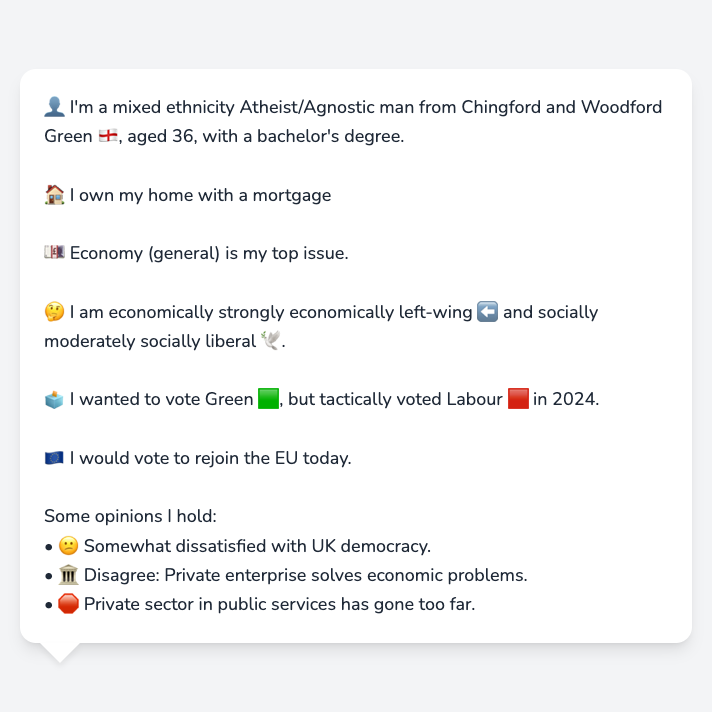 👤 I'm a mixed ethnicity Atheist/Agnostic man from Chingford and Woodford
Green 🏴󠁧󠁢󠁥󠁮󠁧󠁿, aged 36, with a bachelor's degree.
🏠 I own my home with a mortgage
💷 Economy (general) is my top issue.
🤔 I am economically strongly economically left-wing ⬅️ and socially
moderately socially liberal 🕊️.
🗳️ I wanted to vote Green 🟩, but tactically voted Labour 🟥 in 2024.
🇪🇺 I would vote to rejoin the EU today.
Some opinions I hold:
• 😕 Somewhat dissatisfied with UK democracy.
• 🏛️ Disagree: Private enterprise solves economic problems.
• 🛑 Private sector in public services has gone too far.